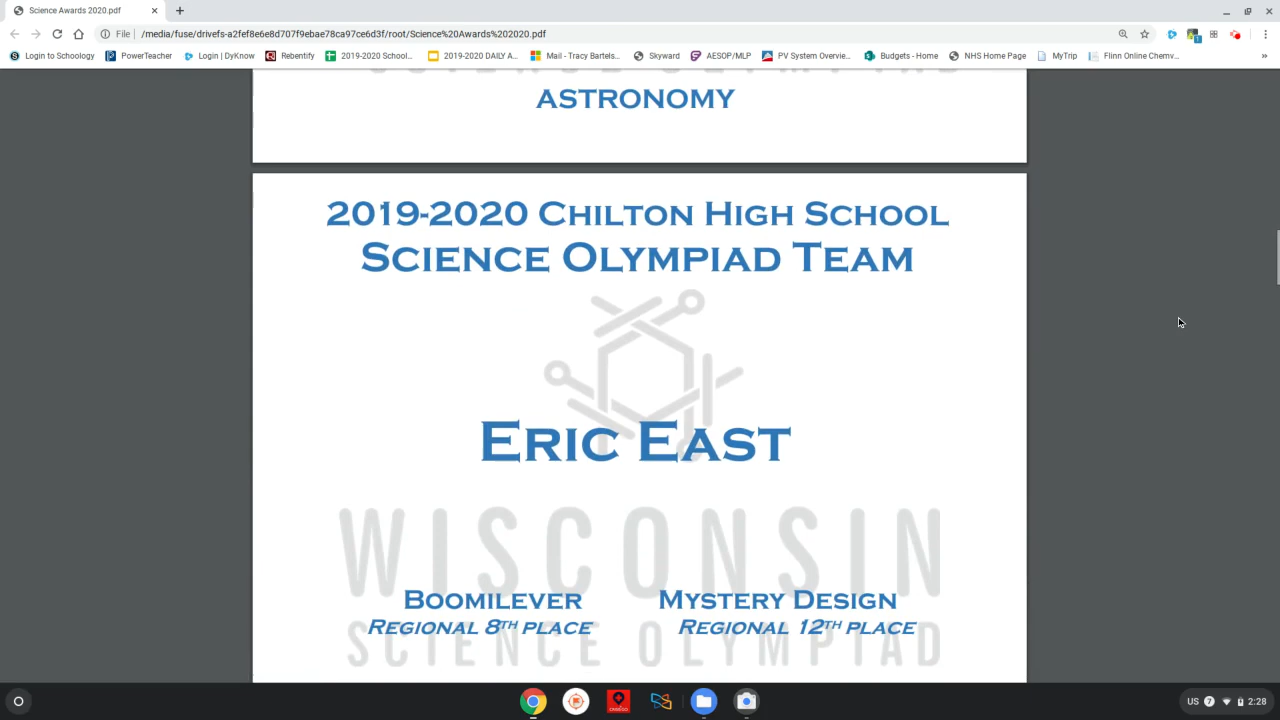 Science Awards 2020.pdf
File
/media/fuse/drivefs-a2fef8e6e8d707f9ebae78ca97ce6d3f/root/Science%20Awards%202020.pdf
Login to Schoology
PowerTeacher
Login | DyKnow
Rebentify
2019-2020 School...
2019-2020 DAILY A...
Mail - Tracy Bartels...
Skyward
AESOP/MLP
PV System Overvie...
Budgets - Home
NHS Home Page
MyTrip
Flinn Online Chemv...
»
SCIENCE OLYMPIAD
ASTRONOMY
2019-2020 Chilton High School
Science Olympiad Team
Eric East
WISCONSIN
Boomilever
Mystery Design
Regional 8th place
Regional 12th place
SCIENCE OLYMPIAD
US
7
2:28